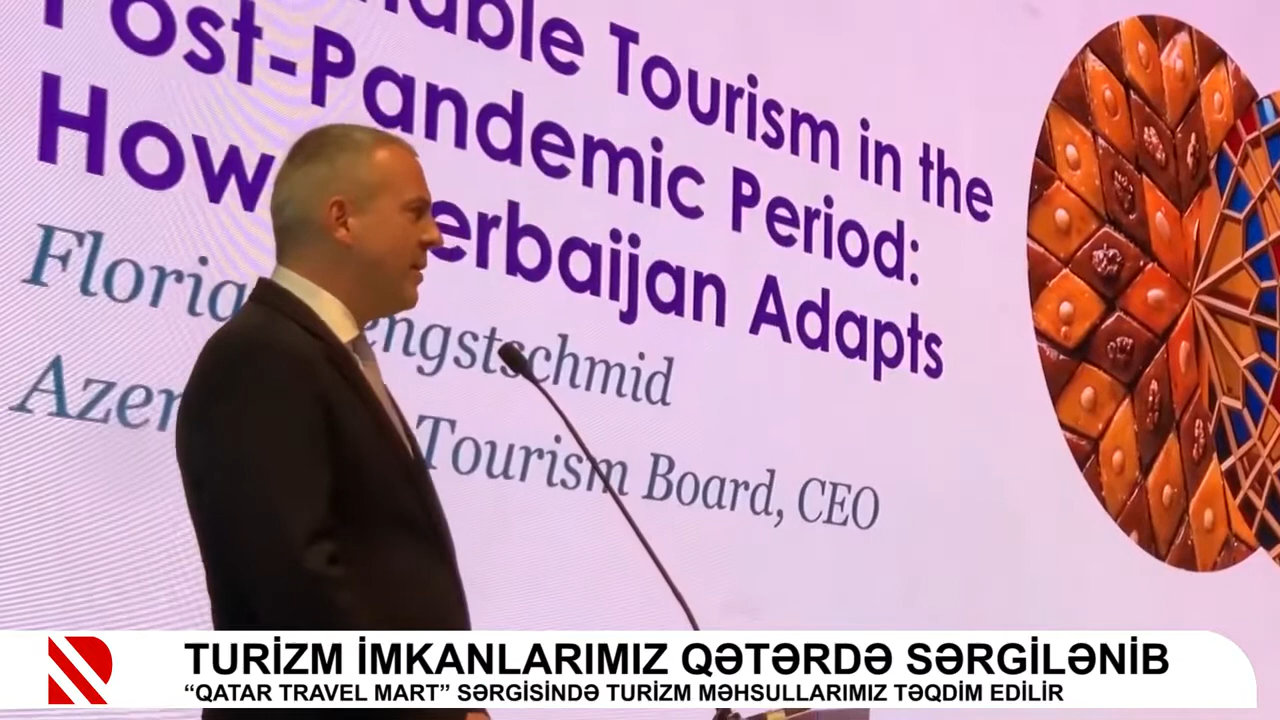 nable Tourism in the
Post-Pandemic Period:
How erbaijan Adapts
Floria engstschmid
Azer Tourism Board, CEO
TURİZM İMKANLARIMIZ QƏTƏRDƏ SƏRGİLƏNİB
“QATAR TRAVEL MART” SƏRGİSİNDƏ TURİZM MƏHSULLARIMIZ TƏQDİM EDİLİR